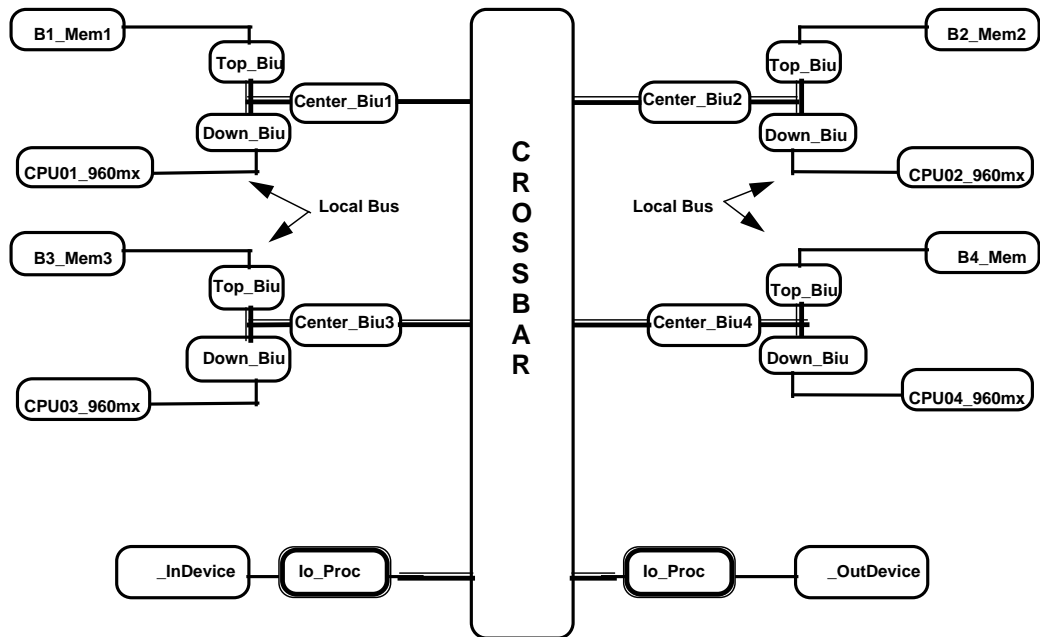 B1_Mem1
B2_Mem2
Top_Biu
Top_Biu
Center_Biu1
Center_Biu2
Down_Biu
Down_Biu
CROSSBAR
CPU01_960mx
CPU02_960mx
Local Bus
Local Bus
B3_Mem3
B4_Mem
Top_Biu
Top_Biu
Center_Biu3
Center_Biu4
Down_Biu
Down_Biu
CPU03_960mx
CPU04_960mx
_InDevice
Io_Proc
Io_Proc
_OutDevice